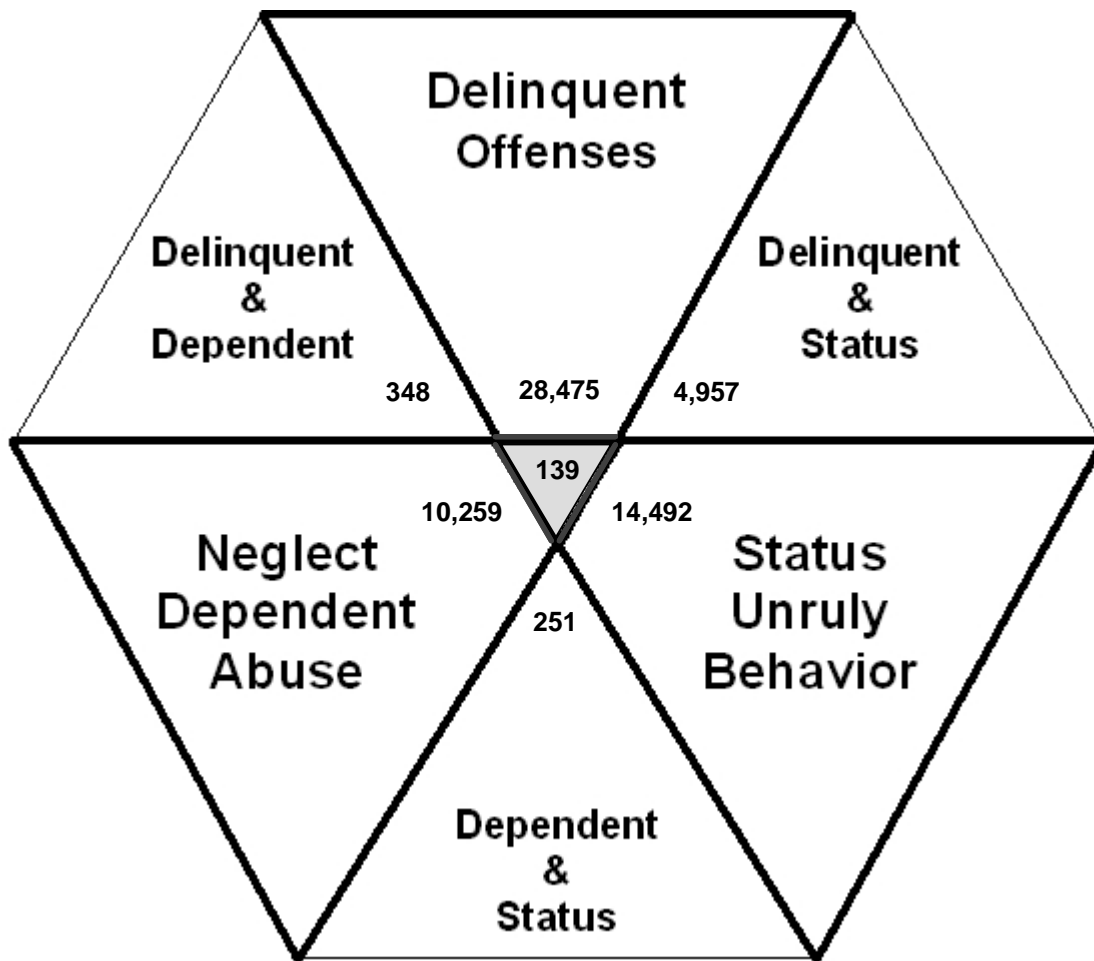 Delinquent
Offenses
Delinquent
&
Dependent
Delinquent
&
Status
348
28,475
4,957
139
10,259
14,492
Neglect
Dependent
Abuse
Status
Unruly
Behavior
251
Dependent
&
Status